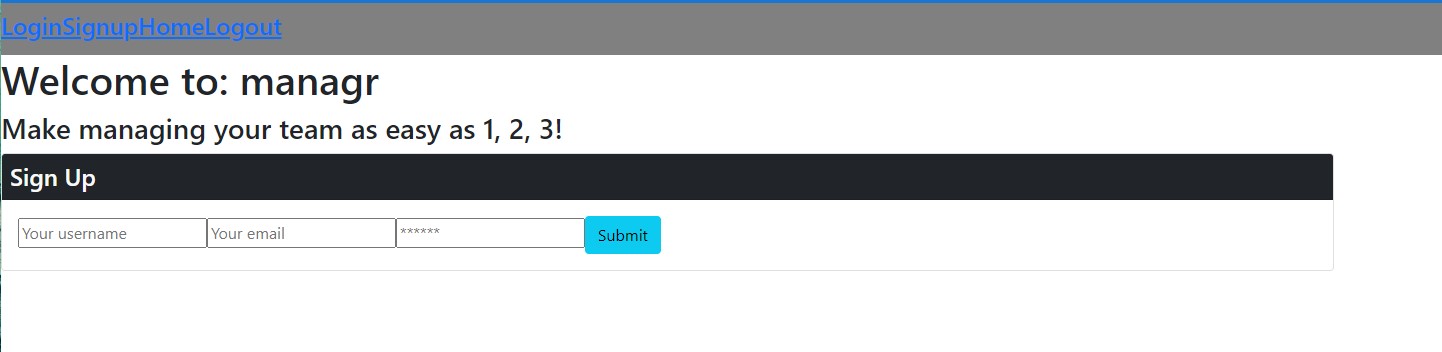 LoginSignupHomeLogout
Welcome to: managr
Make managing your team as easy as 1, 2, 3!
Sign Up
Your username Your email ****** Submit